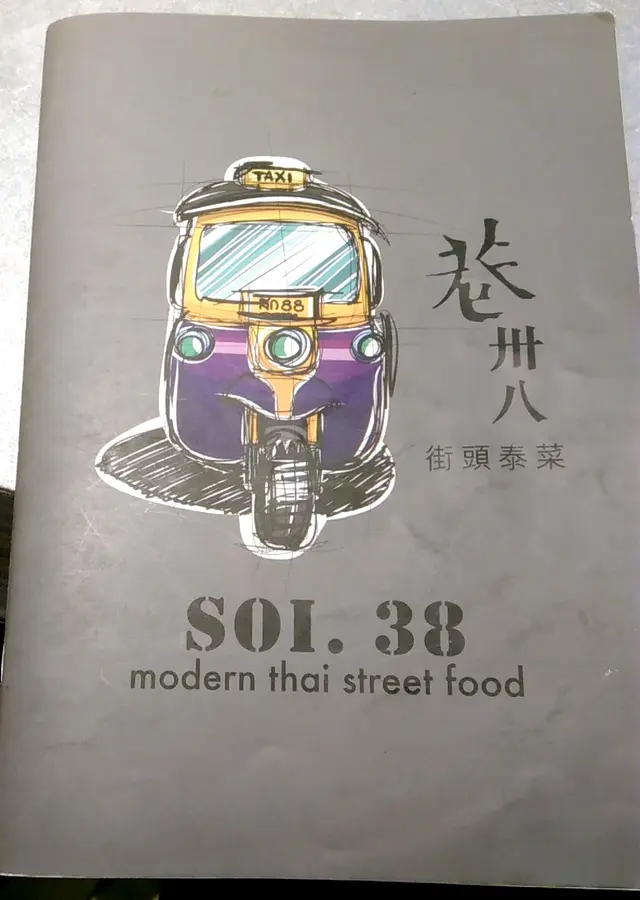 TAXI
巷
卅
八
街頭泰菜
SOI. 38
modern thai street food